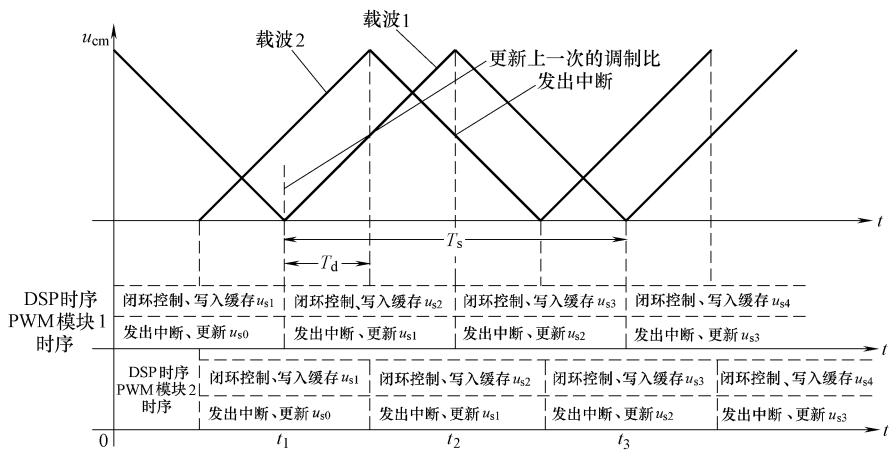 u_cm
载波2
载波1
更新上一次的调制比
发出中断
t
T_s
T_d
DSP时序
PWM模块1
时序
闭环控制、写入缓存u_s1
闭环控制、写入缓存u_s2
闭环控制、写入缓存u_s3
闭环控制、写入缓存u_s4
发出中断、更新u_s0
发出中断、更新u_s1
发出中断、更新u_s2
发出中断、更新u_s3
t
DSP时序
PWM模块2
时序
闭环控制、写入缓存u_s1
闭环控制、写入缓存u_s2
闭环控制、写入缓存u_s3
闭环控制、写入缓存u_s4
发出中断、更新u_s0
发出中断、更新u_s1
发出中断、更新u_s2
发出中断、更新u_s3
0
t_1
t_2
t_3
t